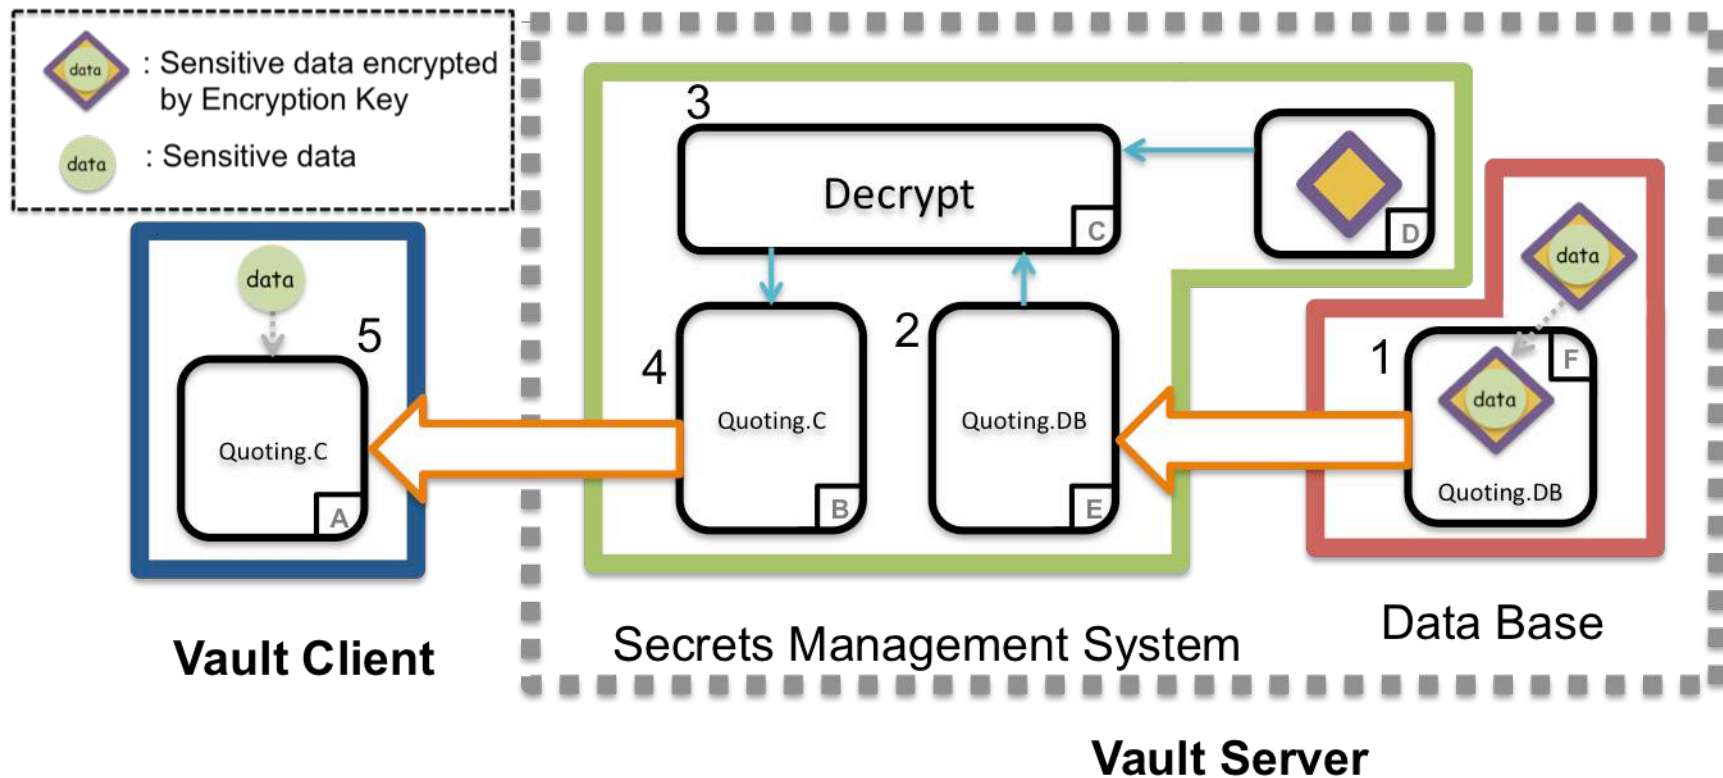 data
: Sensitive data encrypted
by Encryption Key
data
: Sensitive data
3
Decrypt
C
D
data
data
5
Quoting.C
A
4
Quoting.C
B
2
Quoting.DB
E
1
F
data
Quoting.DB
Vault Client
Secrets Management System
Data Base
Vault Server